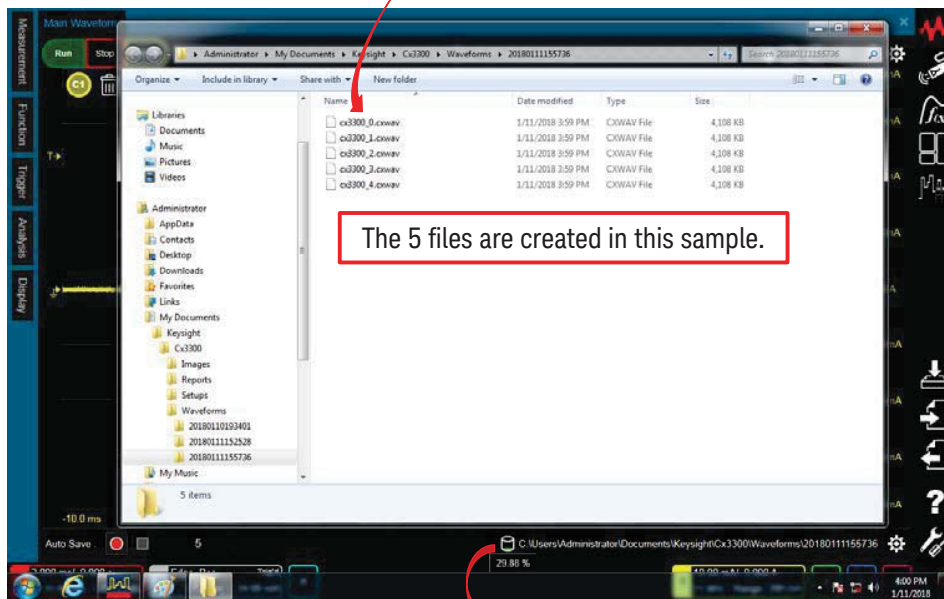 Main Waveform
Measurement
Function
Trigger
Analysis
Display
Run
Stop
C1
Administrator ▸ My Documents ▸ Keysight ▸ Cx3300 ▸ Waveforms ▸ 20180111155736
Search 20180111155736
Organize
Include in library
Share with
New folder
Name
Date modified
Type
Size
Libraries
Documents
Music
Pictures
Videos
Administrator
AppData
Contacts
Desktop
Downloads
Favorites
Links
My Documents
Keysight
Cx3300
Images
Reports
Setups
Waveforms
20180110193401
20180111152528
20180111155736
My Music
cx3300_0.cxwav 1/11/2018 3:59 PM CXWAV File 4,108 KB
cx3300_1.cxwav 1/11/2018 3:59 PM CXWAV File 4,108 KB
cx3300_2.cxwav 1/11/2018 3:59 PM CXWAV File 4,108 KB
cx3300_3.cxwav 1/11/2018 3:59 PM CXWAV File 4,108 KB
cx3300_4.cxwav 1/11/2018 3:59 PM CXWAV File 4,108 KB
The 5 files are created in this sample.
5 items
-10.0 ms
Auto Save
5
C:\Users\Administrator\Documents\Keysight\Cx3300\Waveforms\20180111155736
29.88 %
4:00 PM
1/11/2018